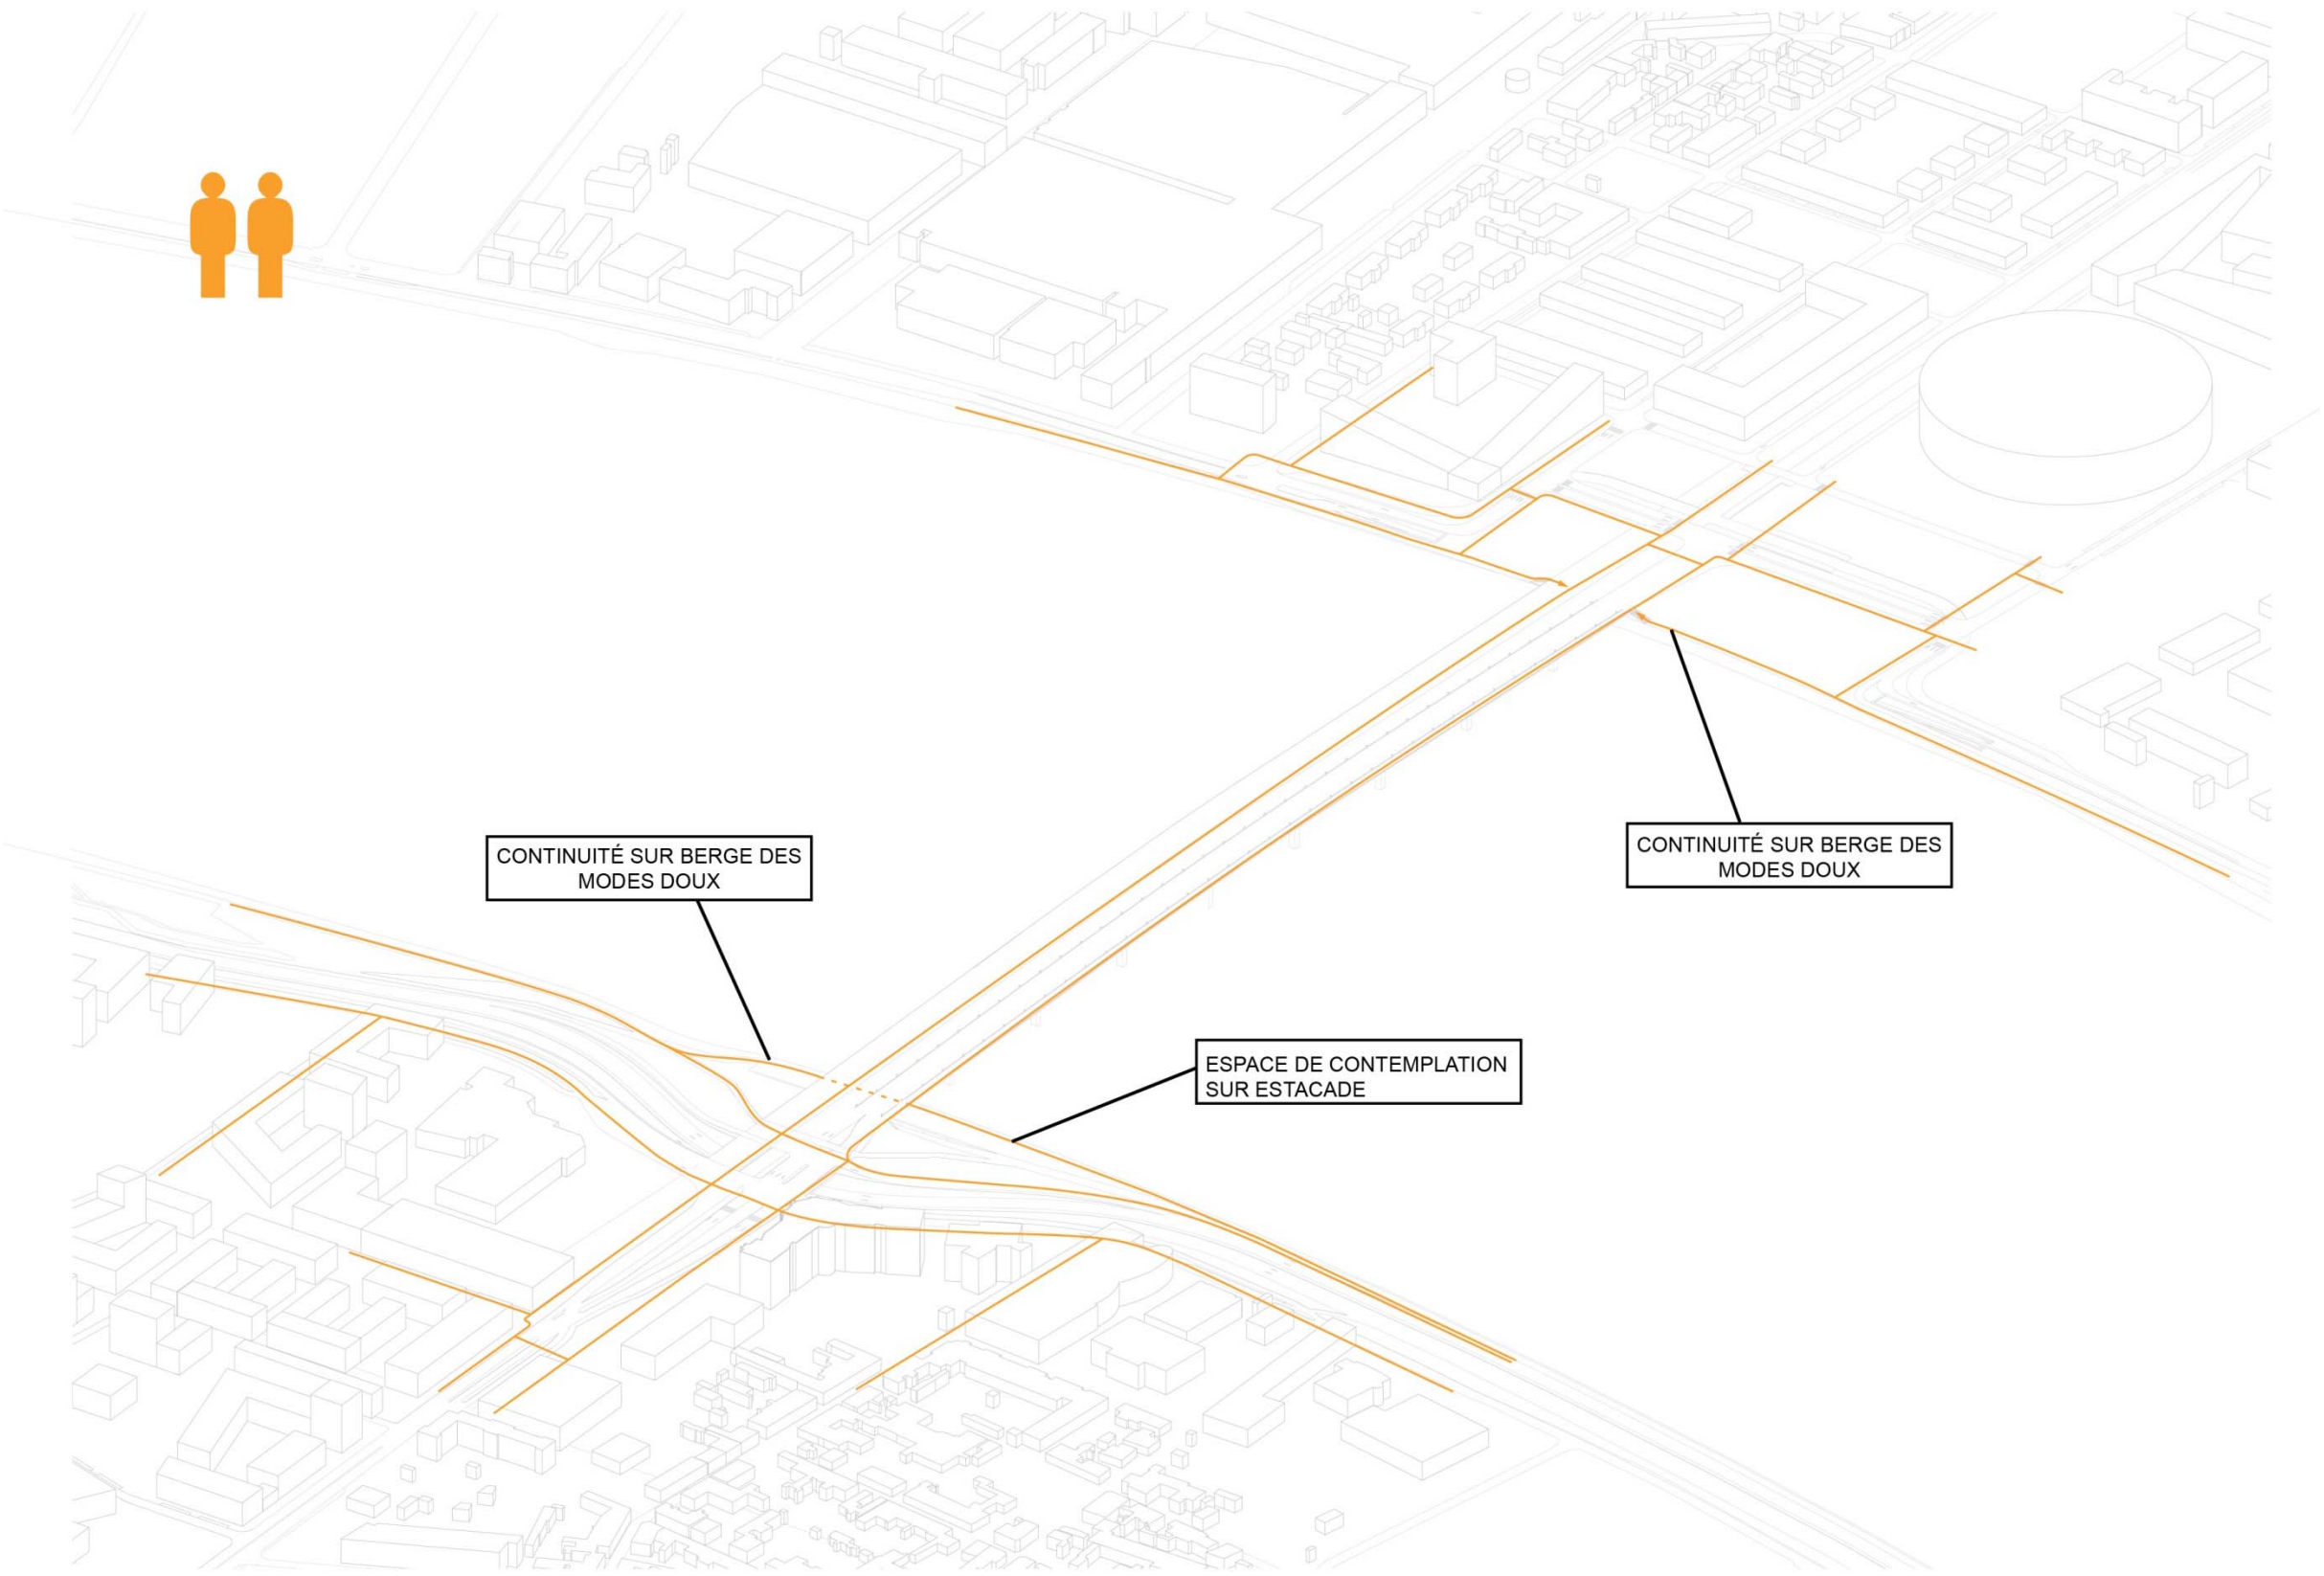 CONTINUITÉ SUR BERGE DES
MODES DOUX
CONTINUITÉ SUR BERGE DES
MODES DOUX
ESPACE DE CONTEMPLATION
SUR ESTACADE